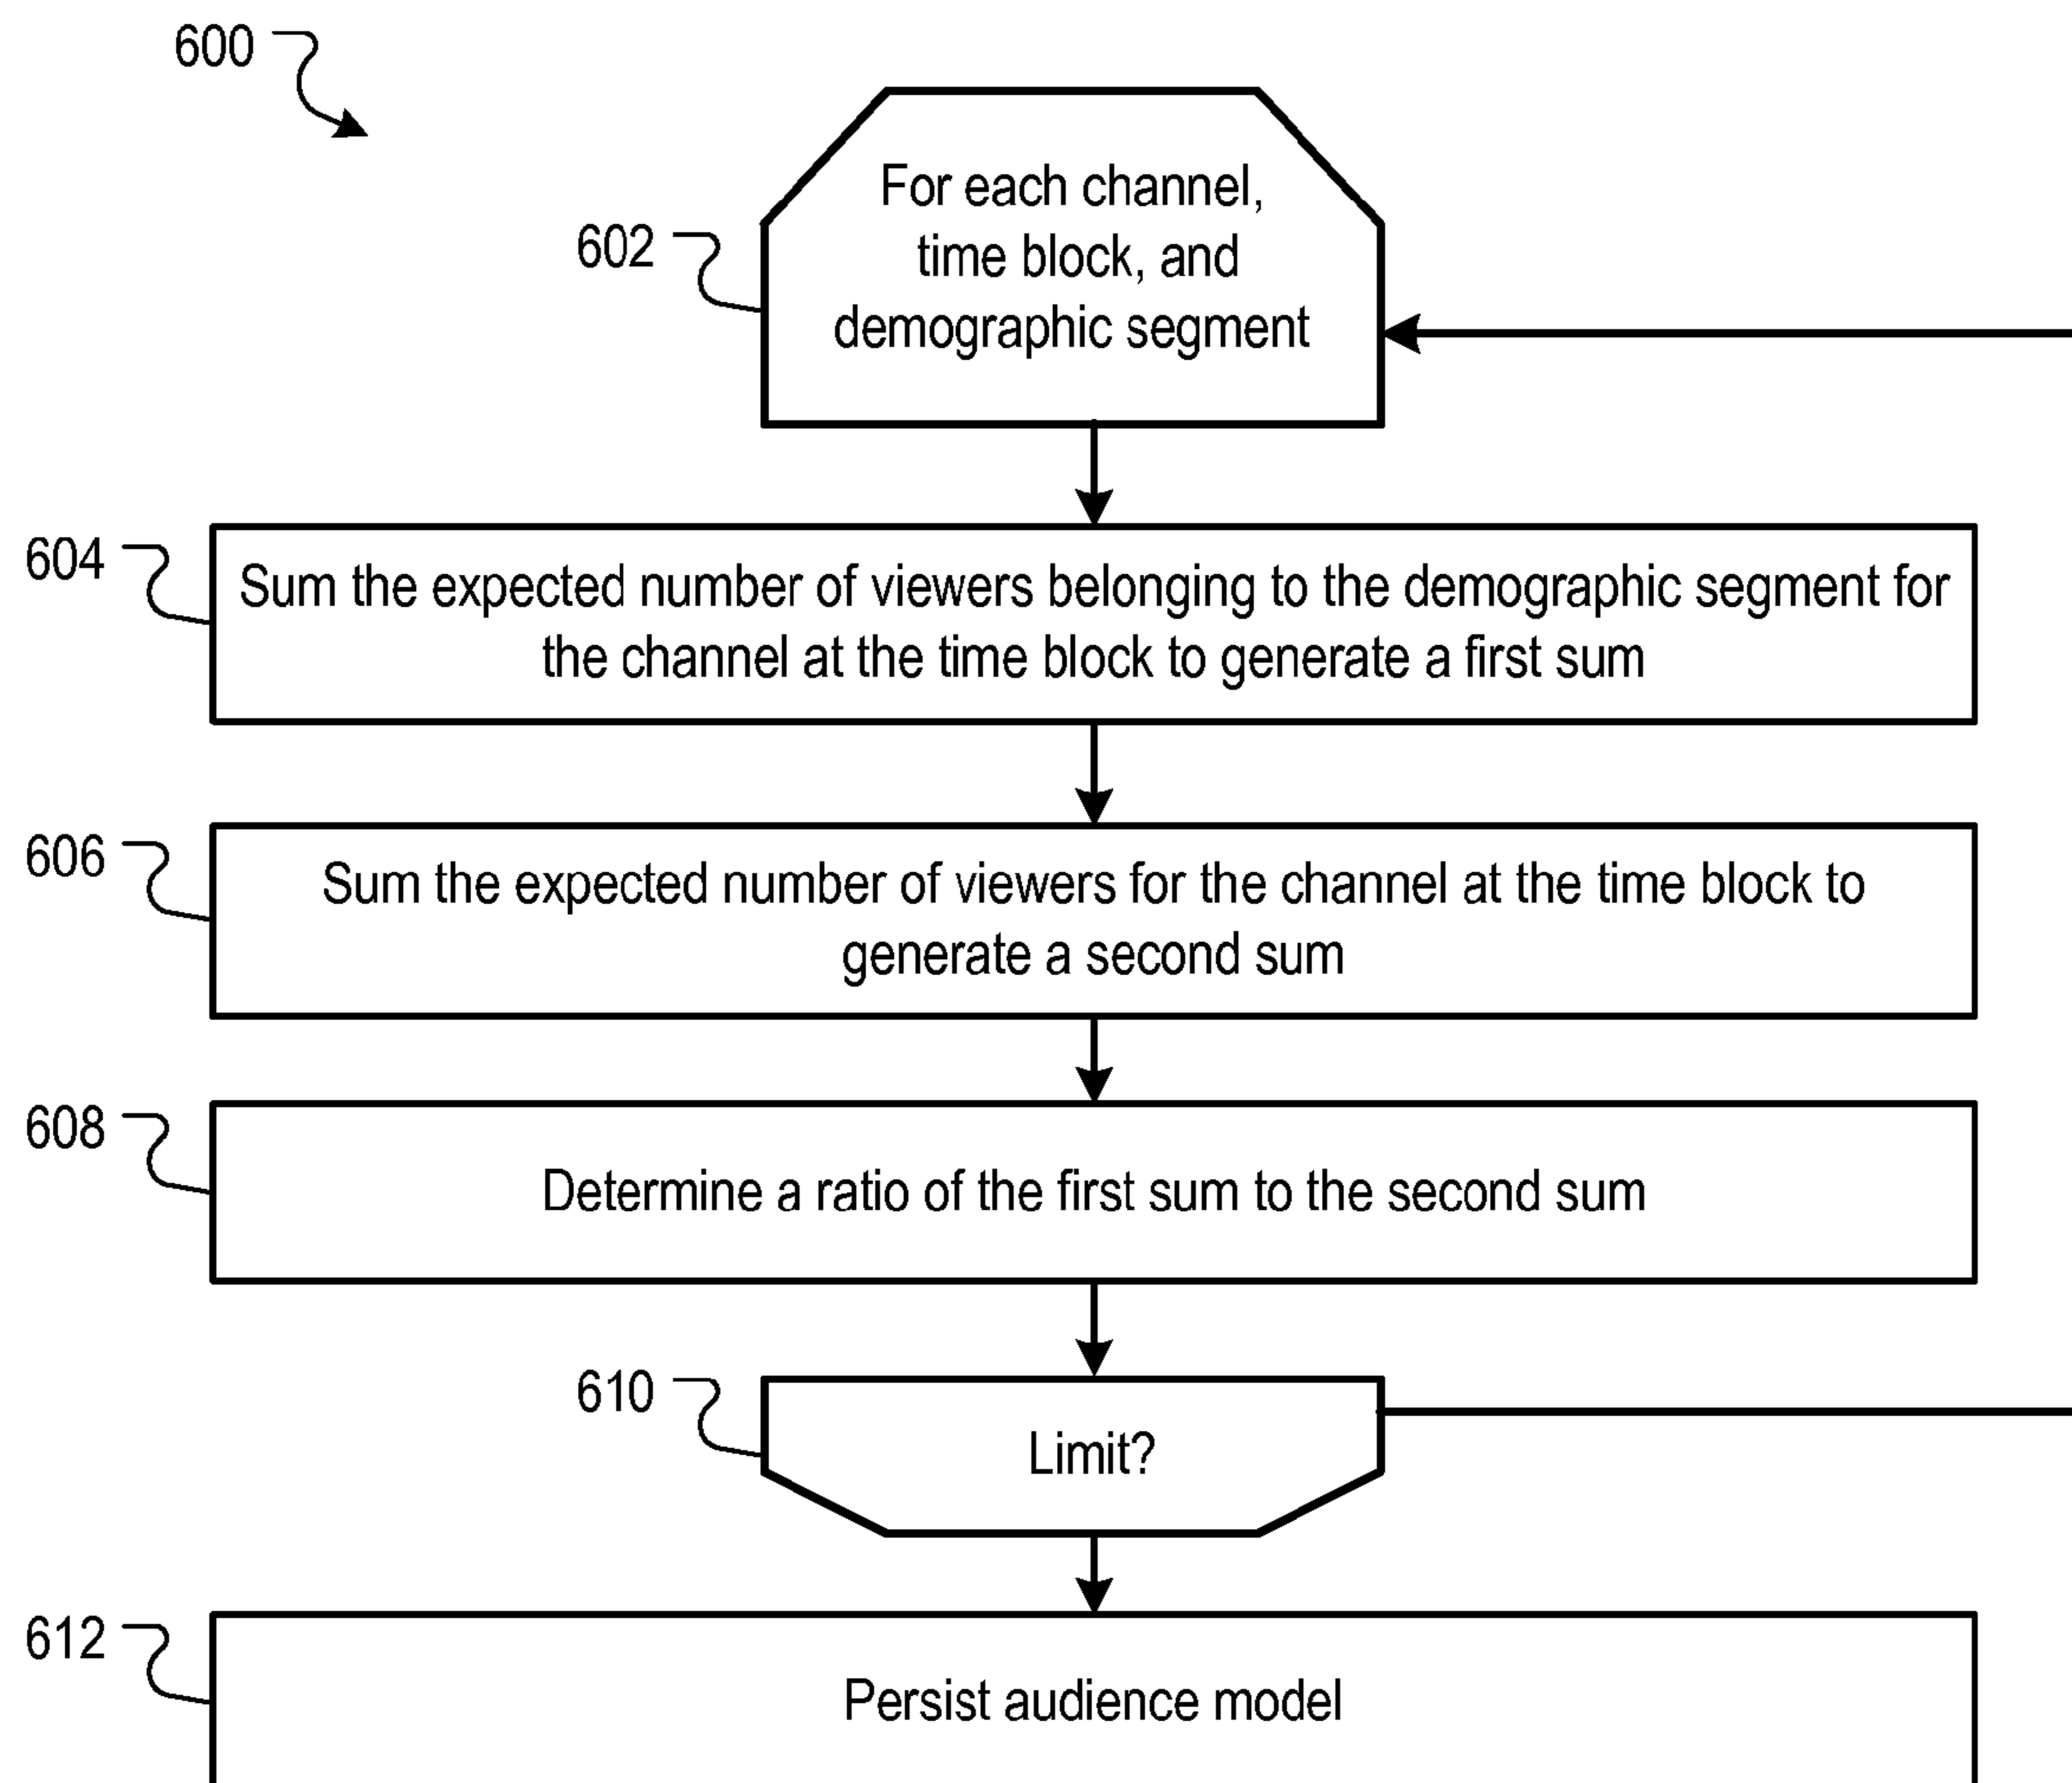 600
602
For each channel,
time block, and
demographic segment
604
Sum the expected number of viewers belonging to the demographic segment for
the channel at the time block to generate a first sum
606
Sum the expected number of viewers for the channel at the time block to
generate a second sum
608
Determine a ratio of the first sum to the second sum
610
Limit?
612
Persist audience model